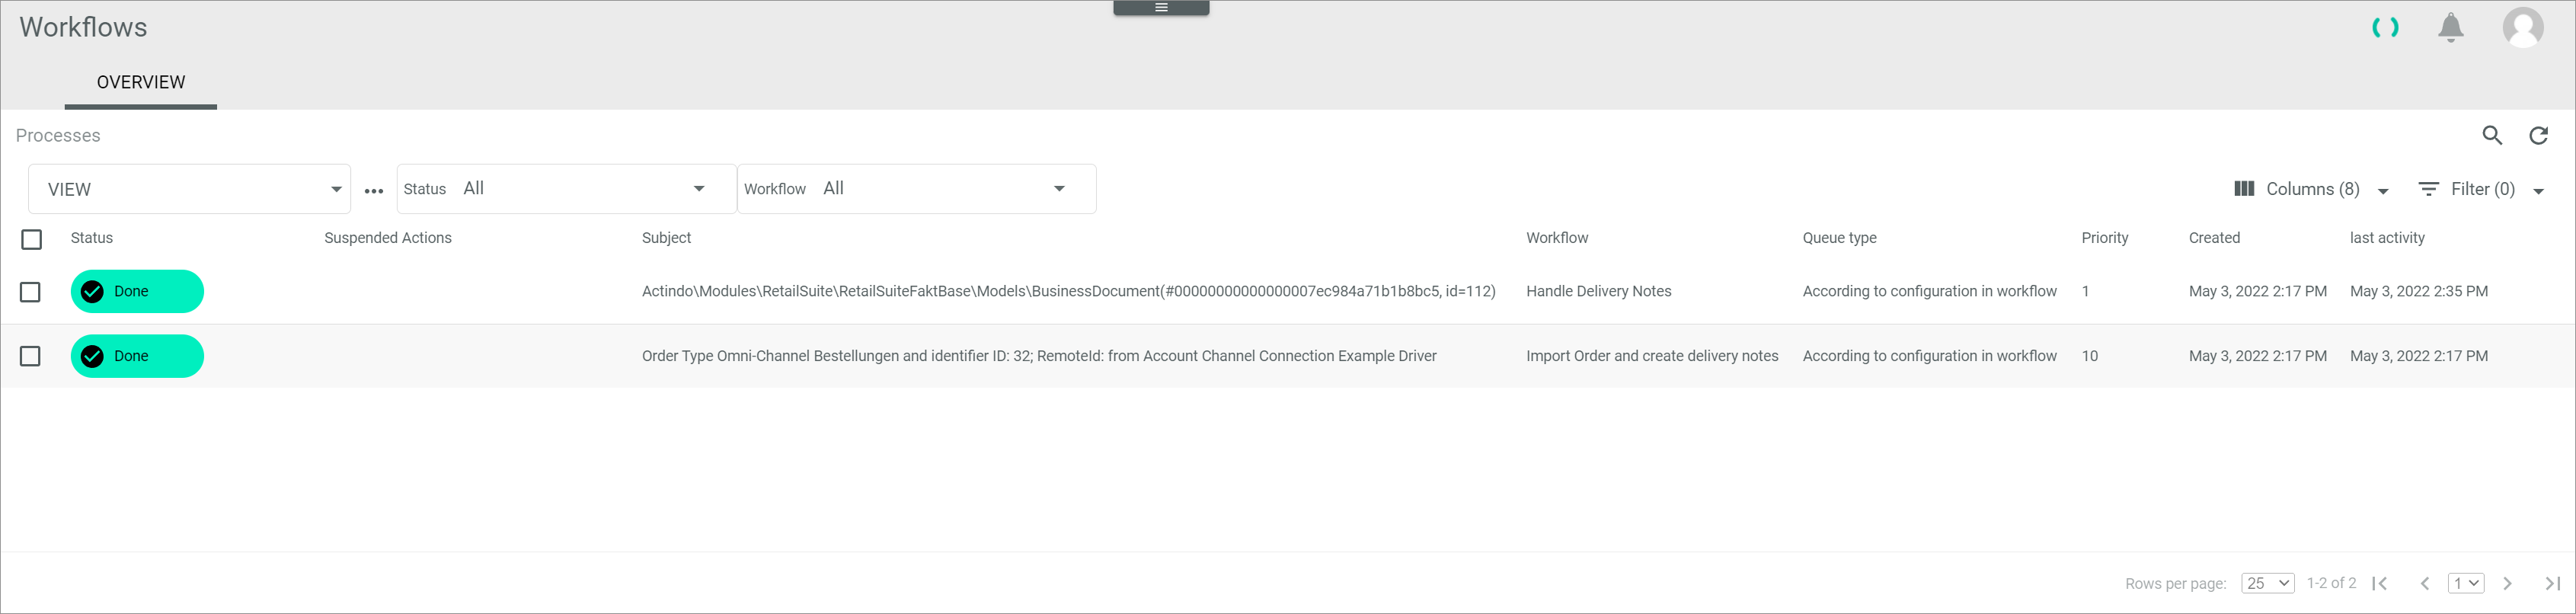 Workflows
OVERVIEW
Processes
VIEW ... Status All Workflow All Columns (8) Filter (0)
Status Suspended Actions Subject Workflow Queue type Priority Created last activity
Done Actindo\Modules\RetailSuite\RetailSuiteFaktBase\Models\BusinessDocument(#00000000000000007ec984a71b1b8bc5, id=112) Handle Delivery Notes According to configuration in workflow 1 May 3, 2022 2:17 PM May 3, 2022 2:35 PM
Done Order Type Omni-Channel Bestellungen and identifier ID: 32; RemoteId: from Account Channel Connection Example Driver Import Order and create delivery notes According to configuration in workflow 10 May 3, 2022 2:17 PM May 3, 2022 2:17 PM
Rows per page: 25 1-2 of 2 1